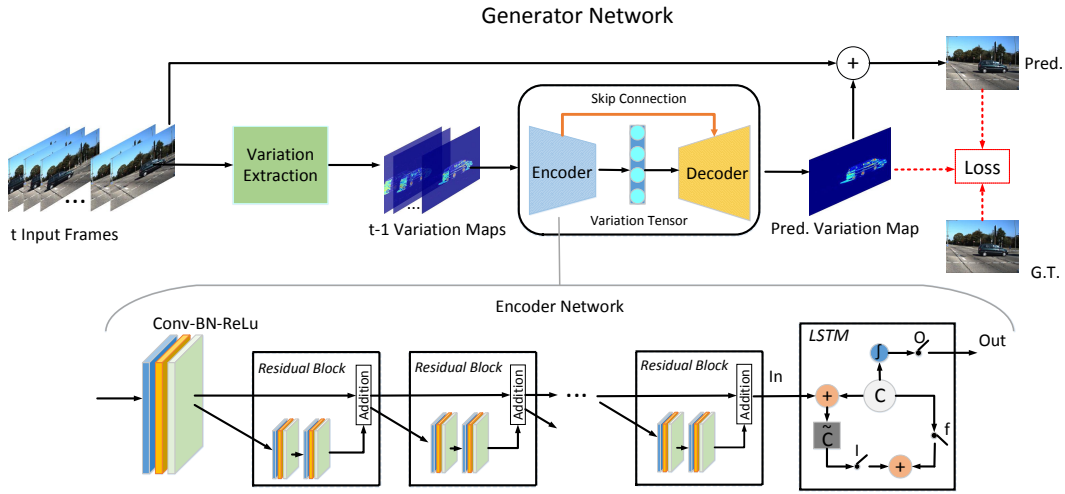 Generator Network
Pred.
+
Skip Connection
Variation
Extraction
Encoder
Decoder
Loss
...
...
t Input Frames
t-1 Variation Maps
Variation Tensor
Pred. Variation Map
G.T.
Encoder Network
Conv-BN-ReLu
LSTM
O
Out
∫
Residual Block
Residual Block
Residual Block
In
Addition
Addition
...
Addition
+
C
C̃
I
+
f